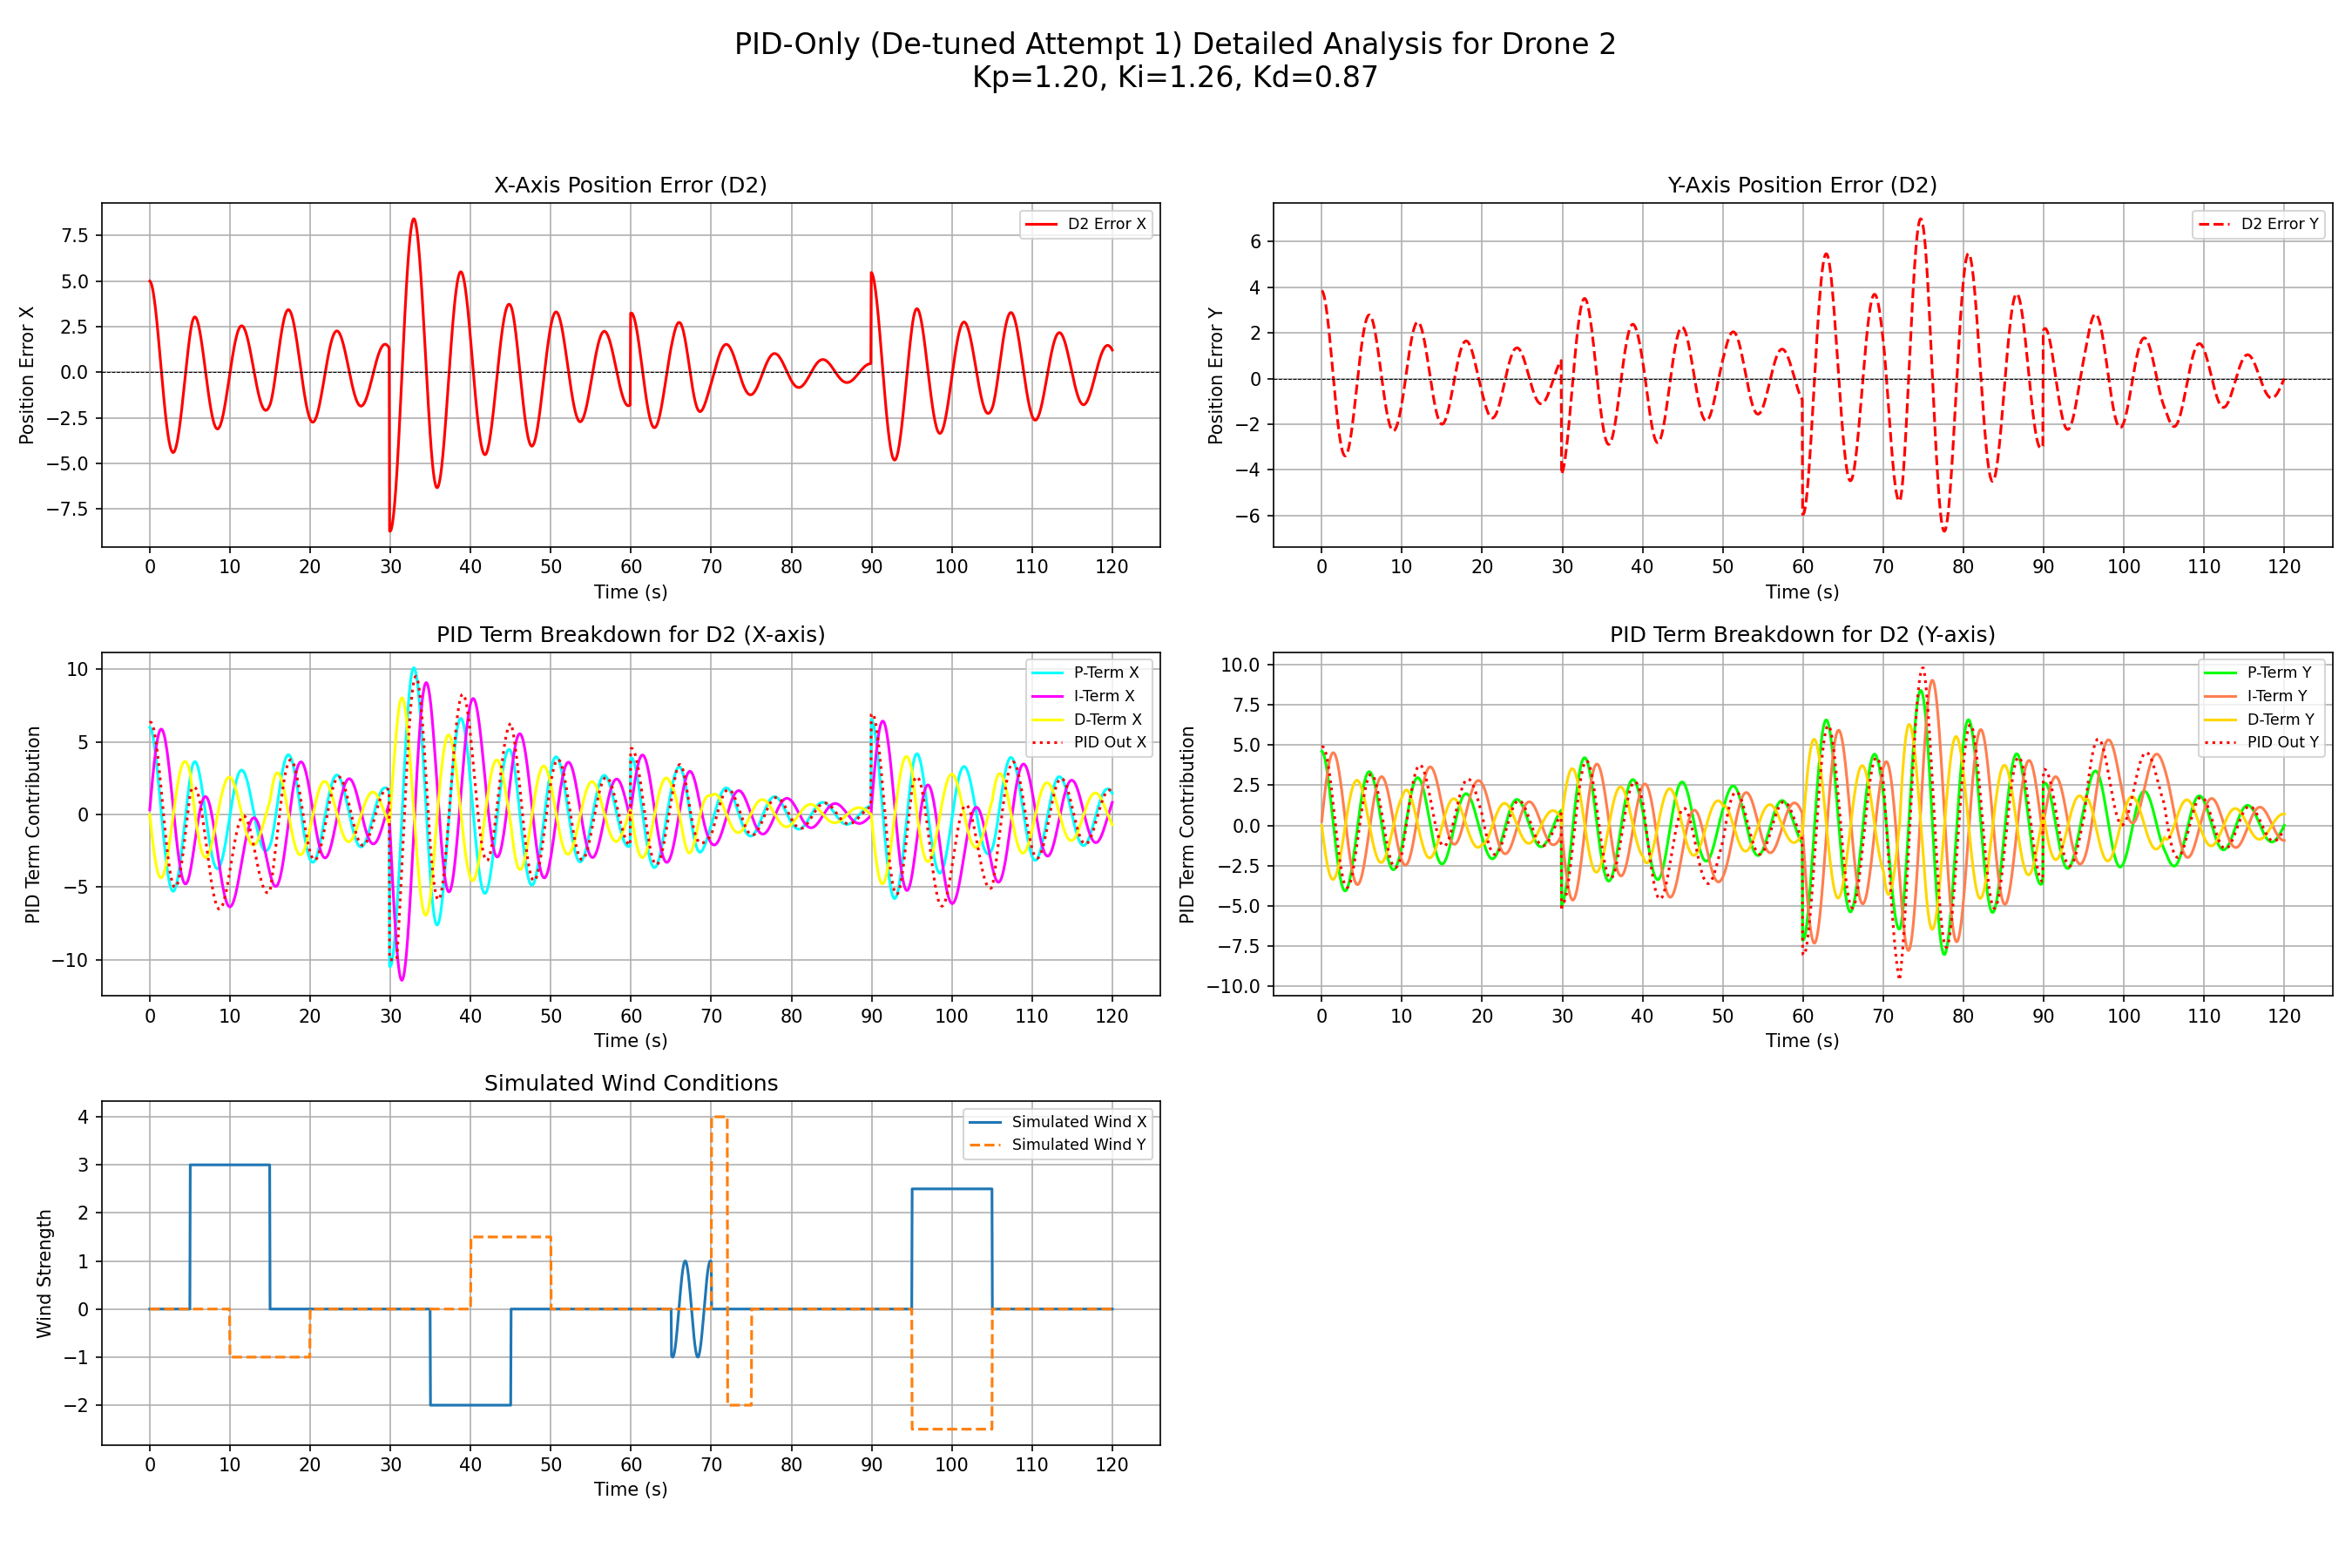 PID-Only (De-tuned Attempt 1) Detailed Analysis for Drone 2
Kp=1.20, Ki=1.26, Kd=0.87
X-Axis Position Error (D2)
Position Error X
7.5
5.0
2.5
0.0
−2.5
−5.0
−7.5
D2 Error X
0 10 20 30 40 50 60 70 80 90 100 110 120
Time (s)
Y-Axis Position Error (D2)
Position Error Y
6
4
2
0
−2
−4
−6
D2 Error Y
0 10 20 30 40 50 60 70 80 90 100 110 120
Time (s)
PID Term Breakdown for D2 (X-axis)
PID Term Contribution
10
5
0
−5
−10
P-Term X
I-Term X
D-Term X
PID Out X
0 10 20 30 40 50 60 70 80 90 100 110 120
Time (s)
PID Term Breakdown for D2 (Y-axis)
PID Term Contribution
10.0
7.5
5.0
2.5
0.0
−2.5
−5.0
−7.5
−10.0
P-Term Y
I-Term Y
D-Term Y
PID Out Y
0 10 20 30 40 50 60 70 80 90 100 110 120
Time (s)
Simulated Wind Conditions
Wind Strength
4
3
2
1
0
−1
−2
Simulated Wind X
Simulated Wind Y
0 10 20 30 40 50 60 70 80 90 100 110 120
Time (s)